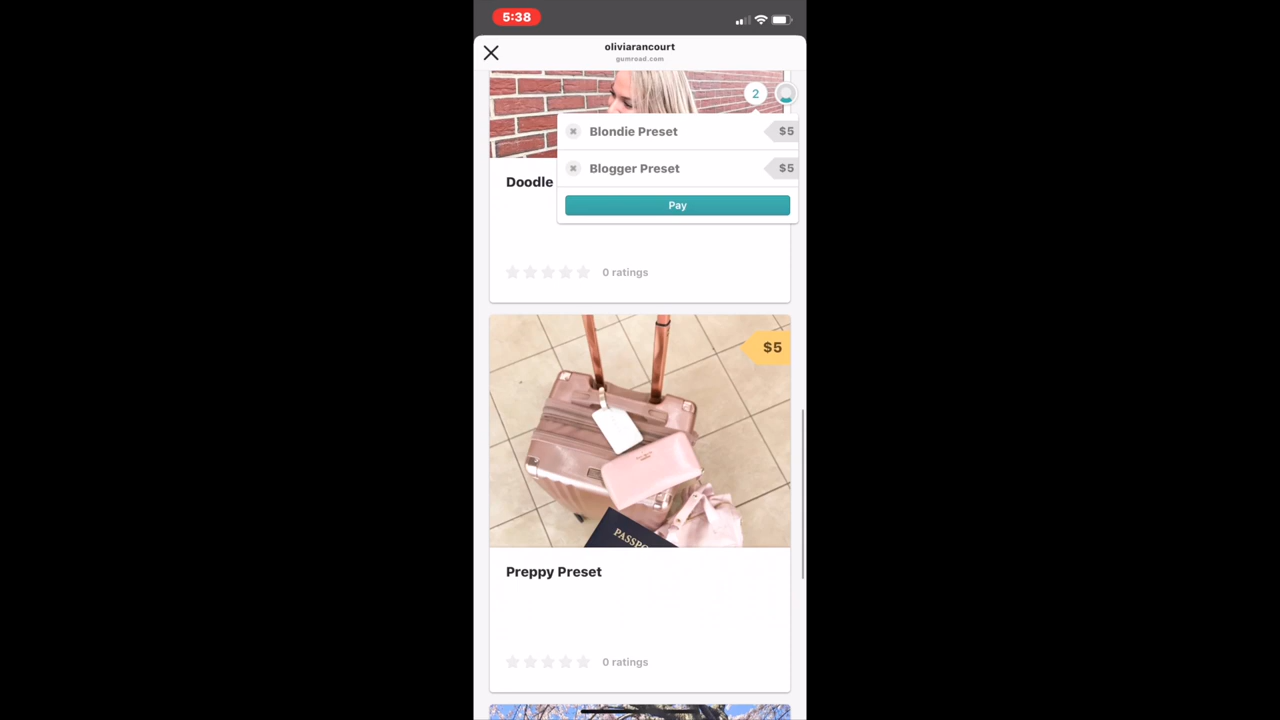 5:38
oliviarancourt
gumroad.com
2
Blondie Preset $5
Blogger Preset $5
Pay
Doodle
0 ratings
$5
Preppy Preset
0 ratings